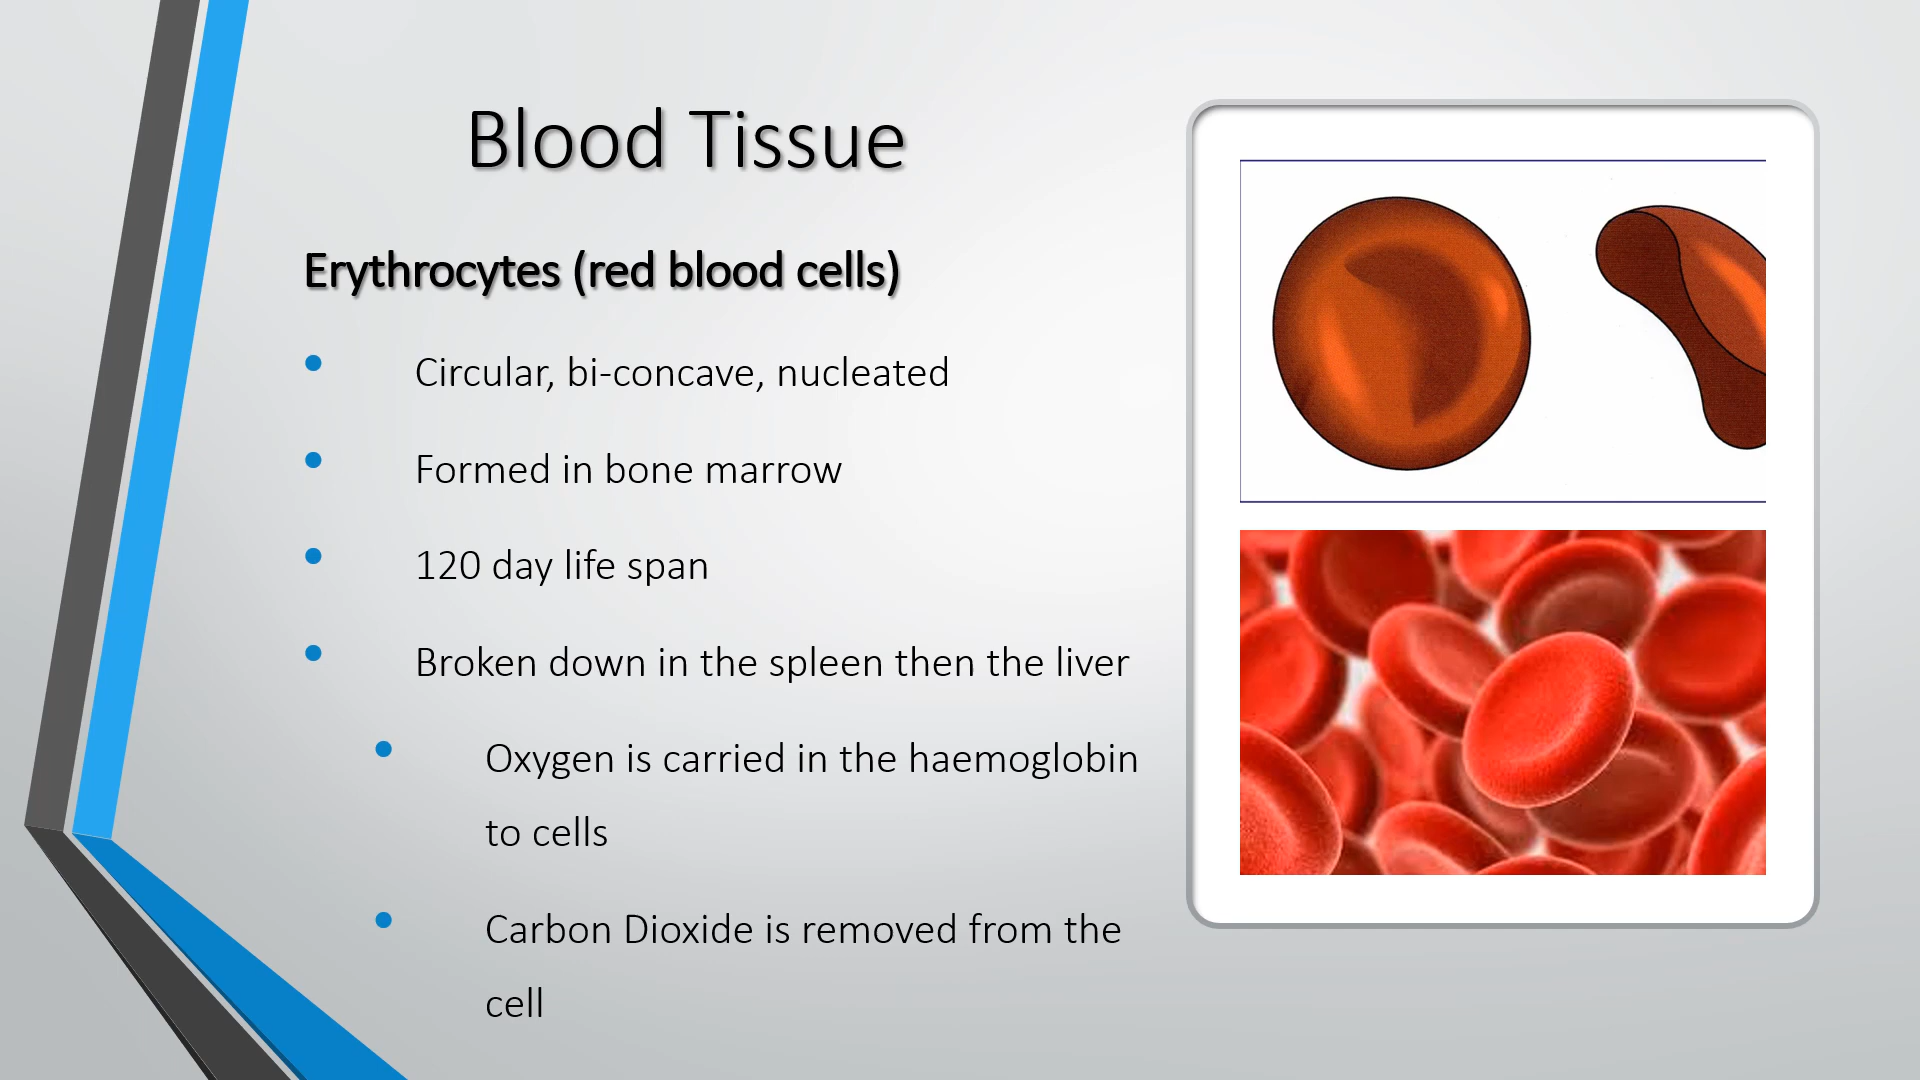 Blood Tissue
Erythrocytes (red blood cells)
• Circular, bi-concave, nucleated
• Formed in bone marrow
• 120 day life span
• Broken down in the spleen then the liver
• Oxygen is carried in the haemoglobin
to cells
• Carbon Dioxide is removed from the
cell